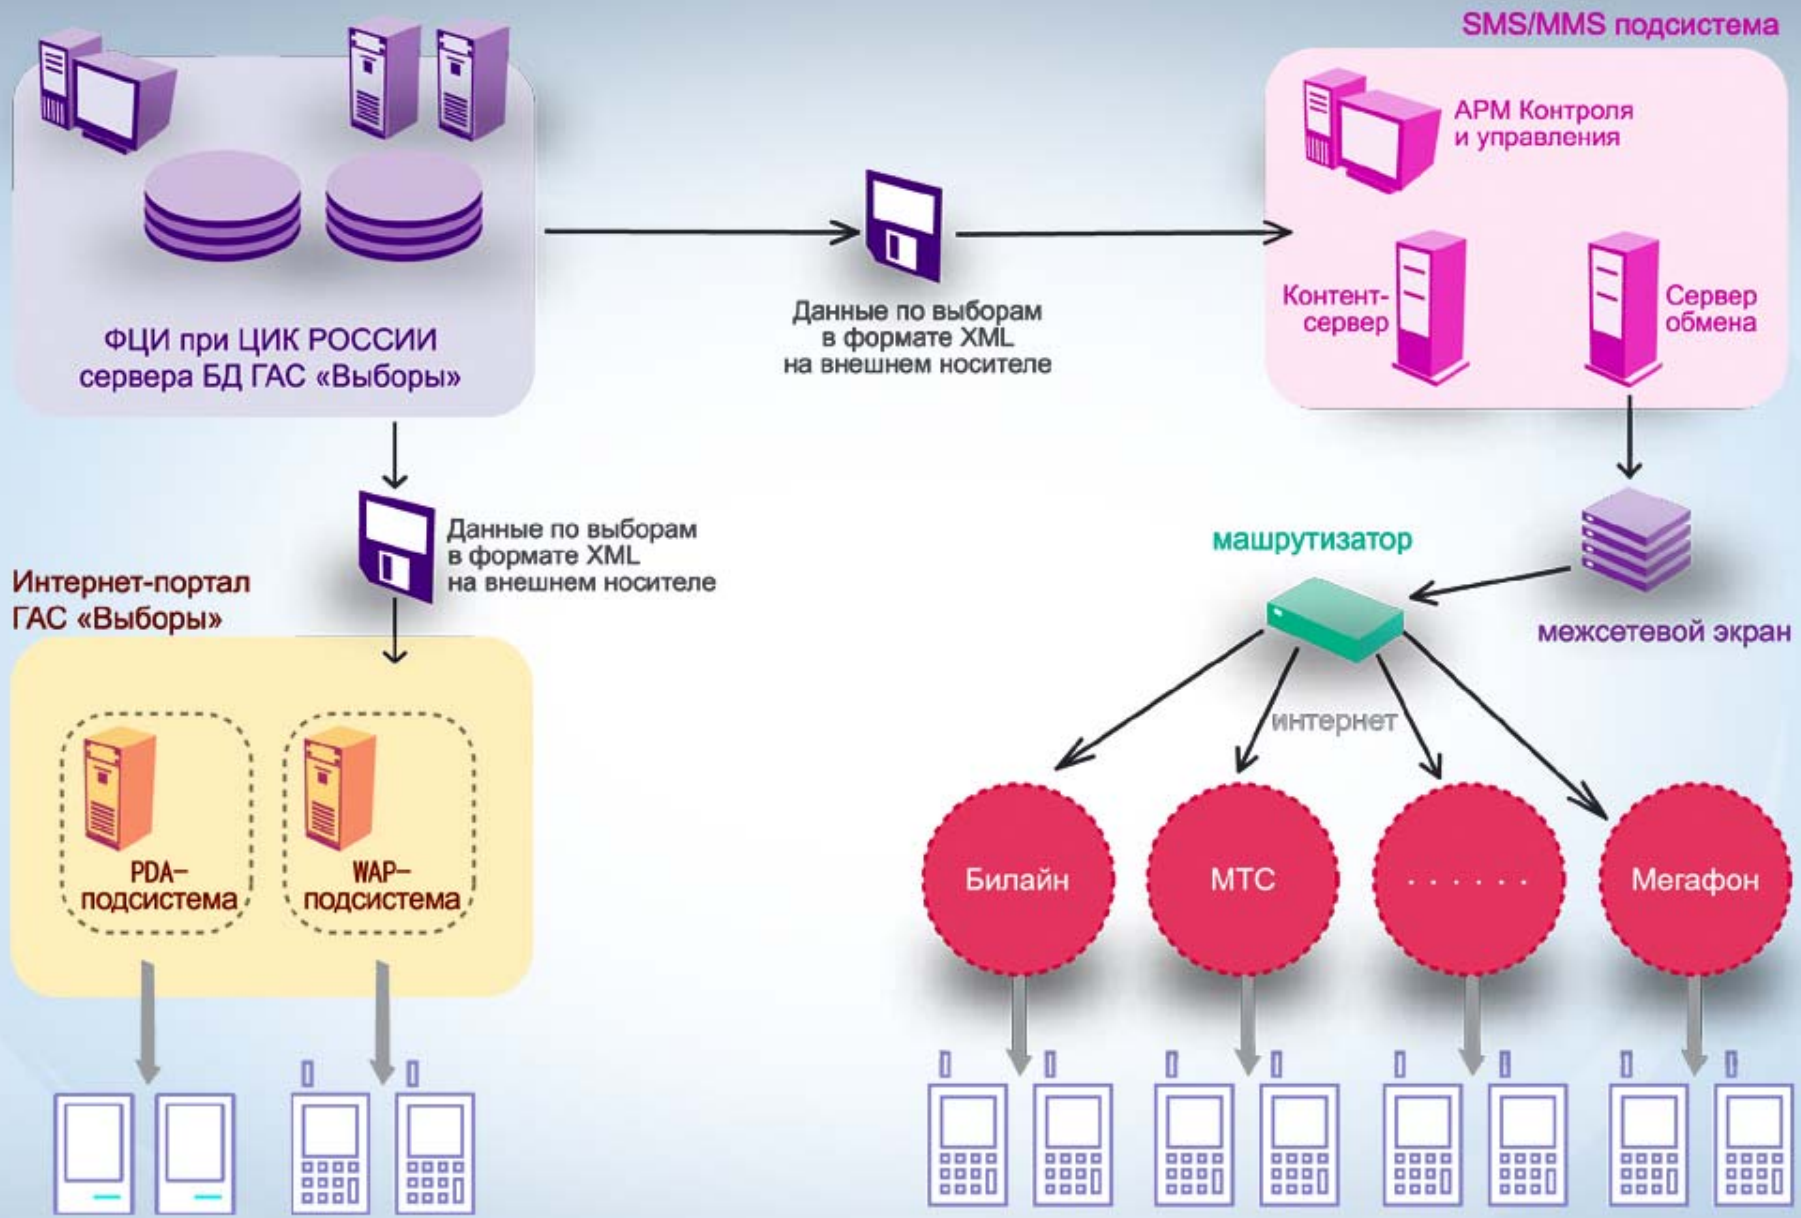 SMS/MMS подсистема
АРМ Контроля
и управления
Контент-
сервер
Сервер
обмена
ФЦИ при ЦИК РОССИИ
сервера БД ГАС «Выборы»
Данные по выборам
в формате XML
на внешнем носителе
Данные по выборам
в формате XML
на внешнем носителе
Интернет-портал
ГАС «Выборы»
PDA-
подсистема
WAP-
подсистема
машрутизатор
межсетевой экран
интернет
Билайн
МТС
. . . . . .
Мегафон